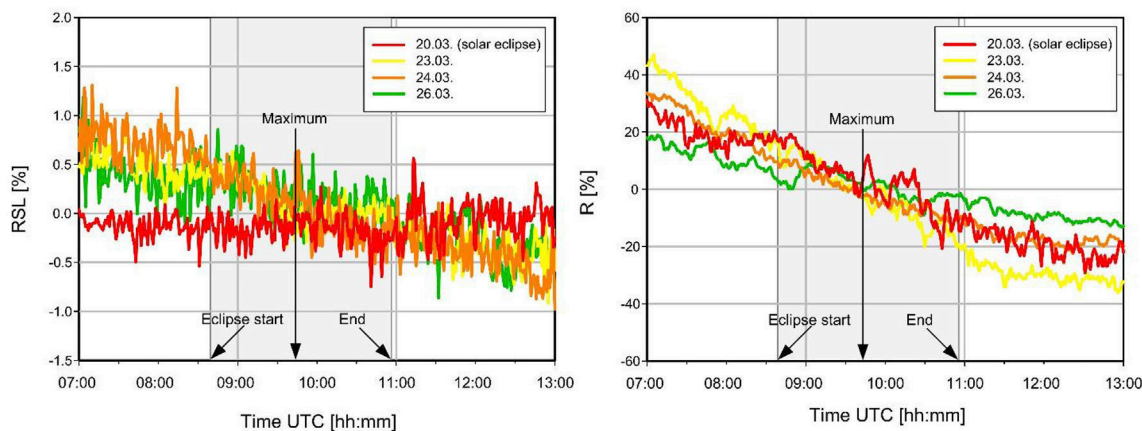 2.0
1.5
1.0
0.5
0.0
-0.5
-1.0
-1.5
RSL [%]
20.03. (solar eclipse)
23.03.
24.03.
26.03.
Maximum
Eclipse start
End
07:00 08:00 09:00 10:00 11:00 12:00 13:00
Time UTC [hh:mm]
60
40
20
0
-20
-40
-60
R [%]
20.03. (solar eclipse)
23.03.
24.03.
26.03.
Maximum
Eclipse start
End
07:00 08:00 09:00 10:00 11:00 12:00 13:00
Time UTC [hh:mm]